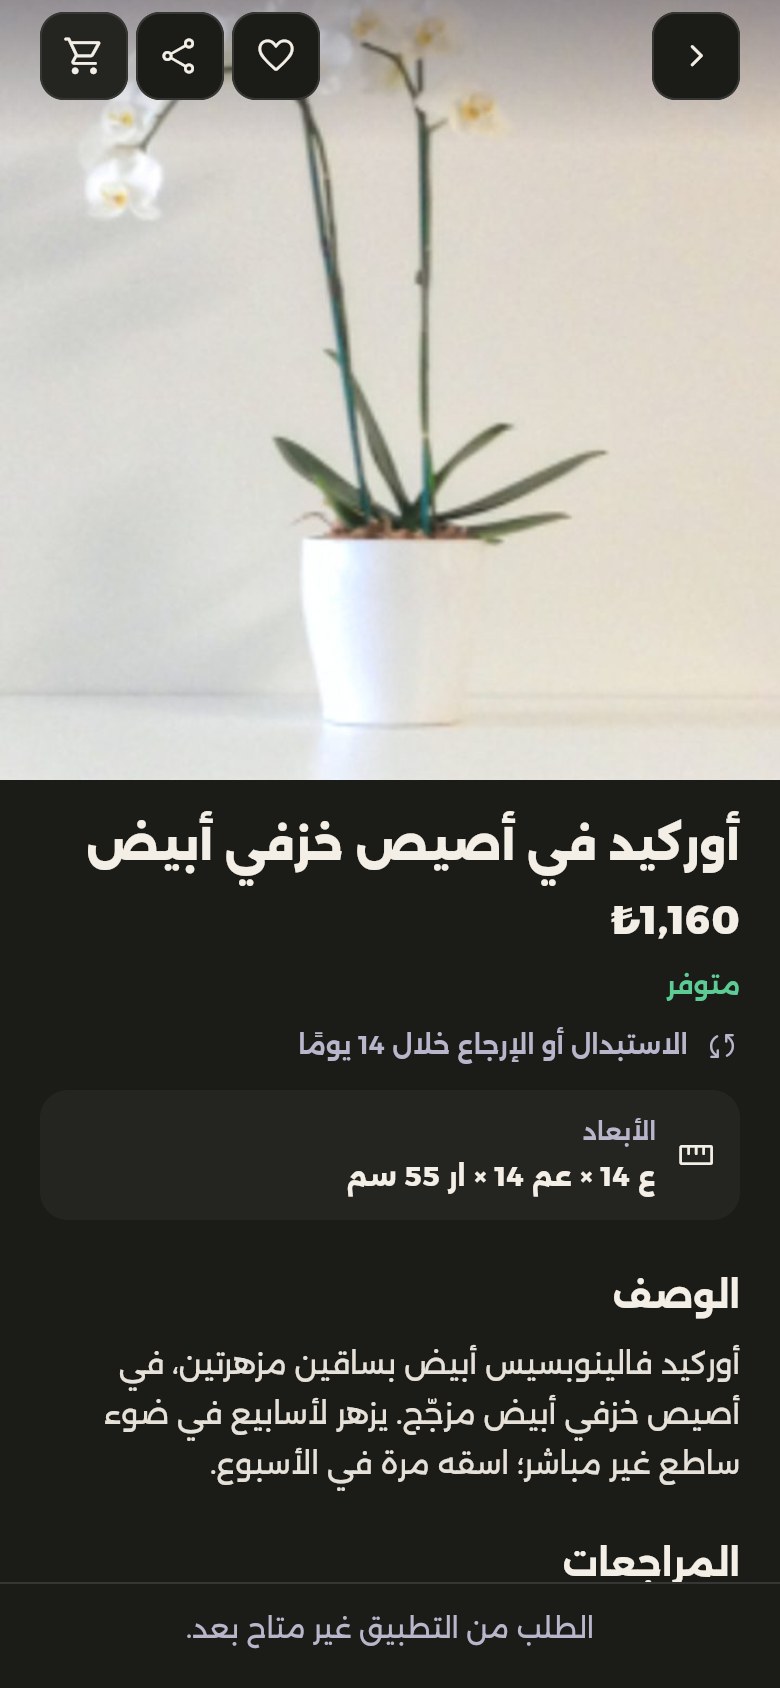 أوركيد في أصيص خزفي أبيض
₺1,160
متوفر
الاستبدال أو الإرجاع خلال 14 يومًا
الأبعاد
ع 14 × عم 14 × ار 55 سم
الوصف
أوركيد فالينوبسيس أبيض بساقين مزهرتين، في
أصيص خزفي أبيض مزجّج. يزهر لأسابيع في ضوء
ساطع غير مباشر؛ اسقه مرة في الأسبوع.
المراجعات
الطلب من التطبيق غير متاح بعد.